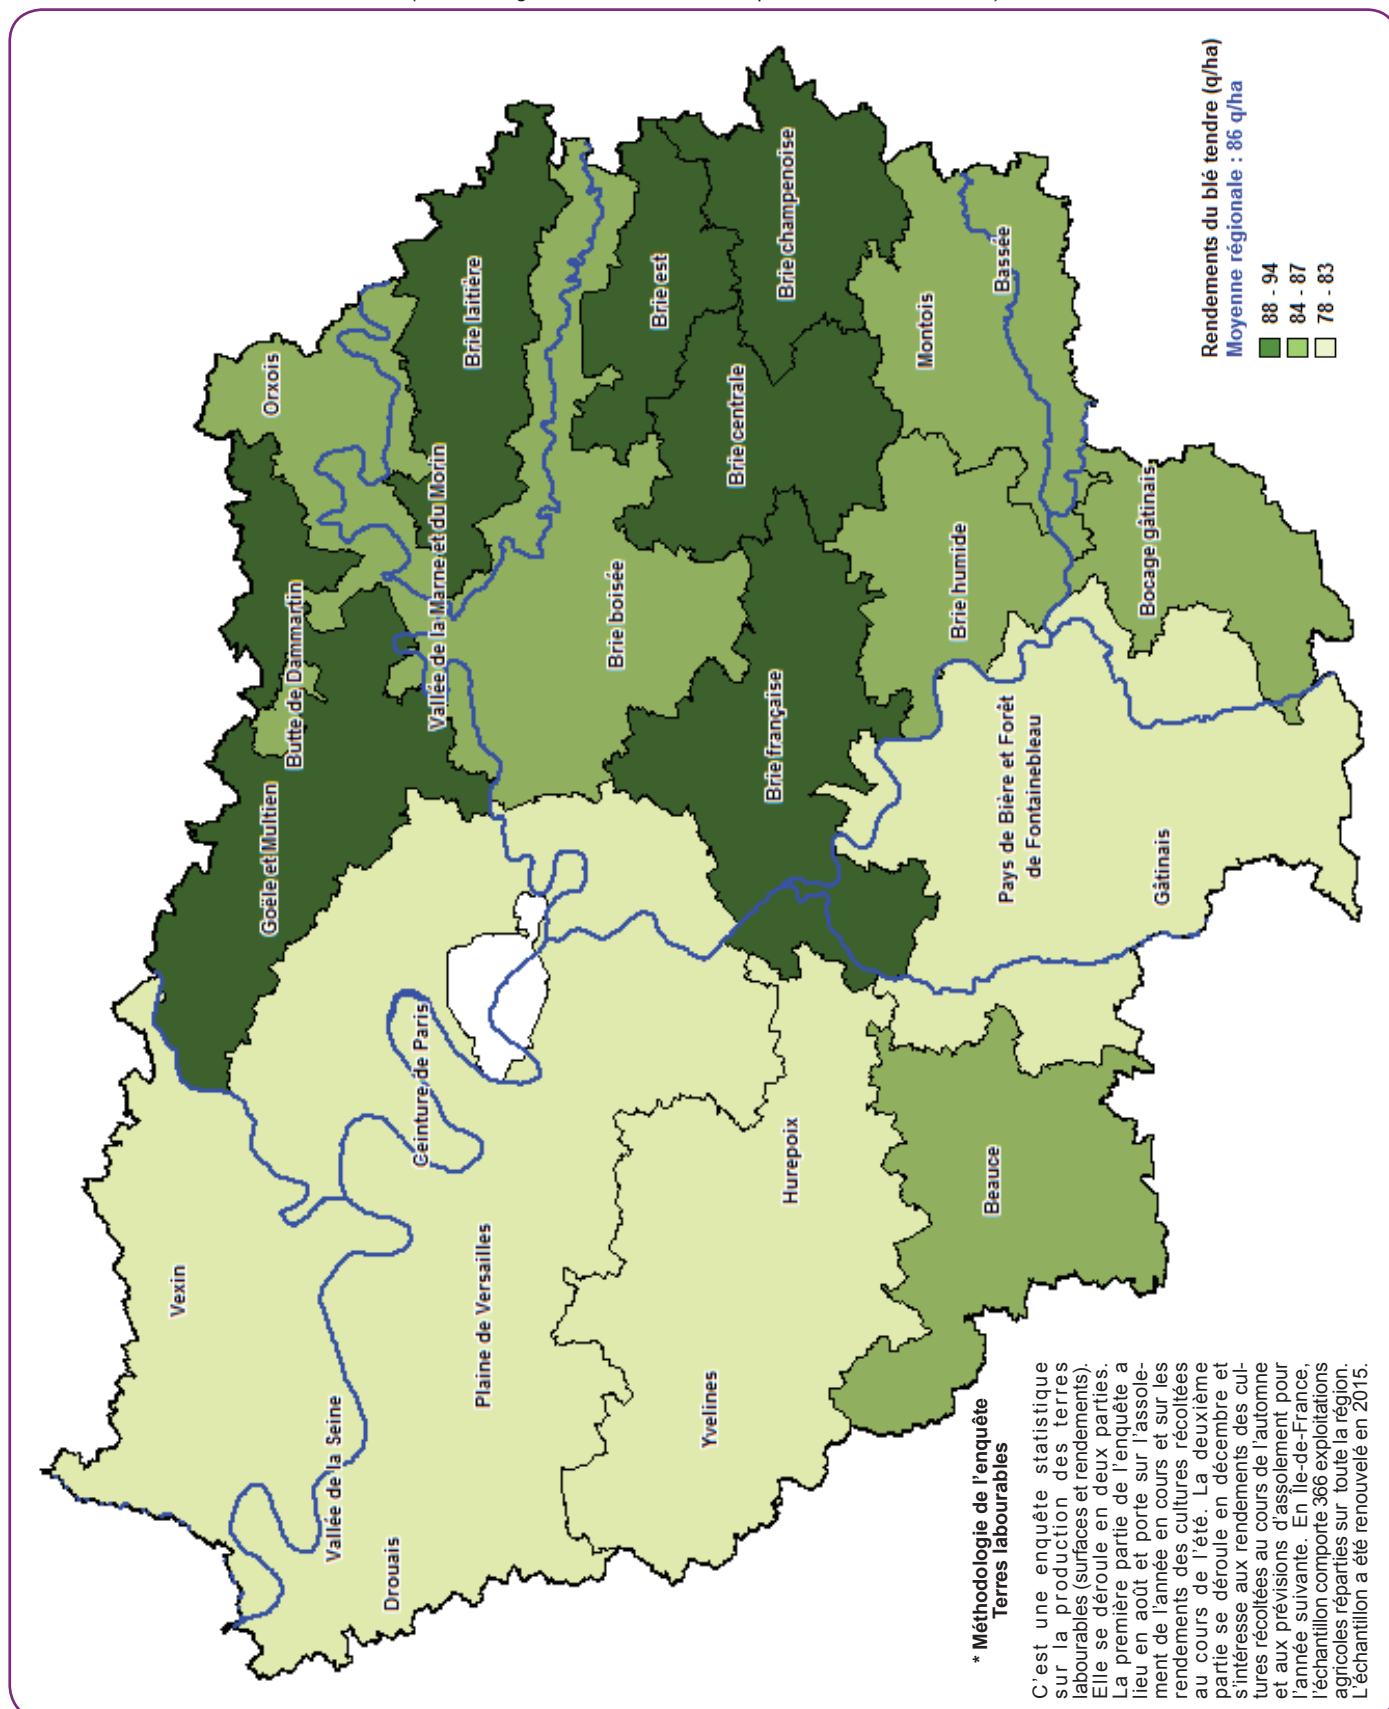 Rendements du blé tendre (q/ha)
Moyenne régionale : 86 q/ha
88 - 94
84 - 87
78 - 83
Vexin
Vallée de la Seine
Drouais
Plaine de Versailles
Ceinture de Paris
Yvelines
Hurepoix
Beauce
Goële et Multien
Butte de Dammartin
Orxois
Vallée de la Marne et du Morin
Brie laitière
Brie boisée
Brie est
Brie centrale
Brie champenoise
Brie française
Brie humide
Montois
Bassée
Bocage gâtinais
Pays de Bière et Forêt
de Fontainebleau
Gâtinais
* Méthodologie de l'enquête
Terres labourables
C'est une enquête statistique
sur la production des terres
labourables (surfaces et rendements).
Elle se déroule en deux parties.
La première partie de l'enquête a
lieu en août et porte sur l'assole-
ment de l'année en cours et sur les
rendements des cultures récoltées
au cours de l'été. La deuxième
partie se déroule en décembre et
s'intéresse aux rendements des cul-
tures récoltées au cours de l'automne
et aux prévisions d'assolement pour
l'année suivante. En Île-de-France,
l'échantillon comporte 366 exploitations
agricoles réparties sur toute la région.
L'échantillon a été renouvelé en 2015.